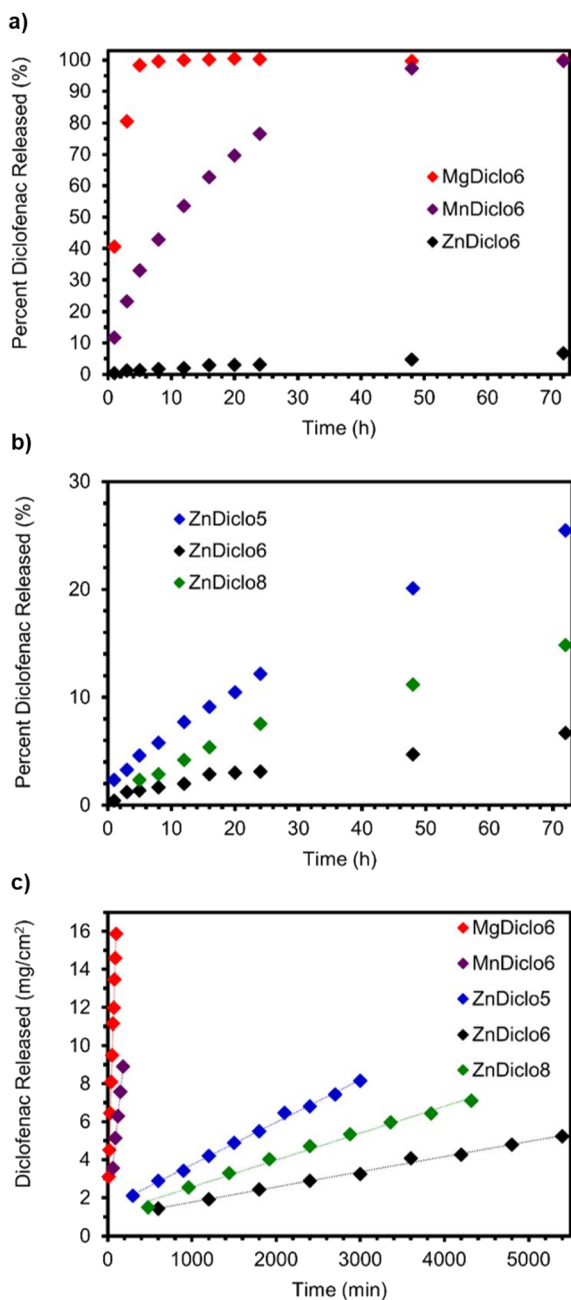 a)
100
90
80
70
60
50
40
30
20
10
0
Percent Diclofenac Released (%)
MgDiclo6
MnDiclo6
ZnDiclo6
0 10 20 30 40 50 60 70
Time (h)
b)
30
20
10
0
Percent Diclofenac Released (%)
ZnDiclo5
ZnDiclo6
ZnDiclo8
0 10 20 30 40 50 60 70
Time (h)
c)
16
14
12
10
8
6
4
2
0
Diclofenac Released (mg/cm²)
MgDiclo6
MnDiclo6
ZnDiclo5
ZnDiclo6
ZnDiclo8
0 1000 2000 3000 4000 5000
Time (min)